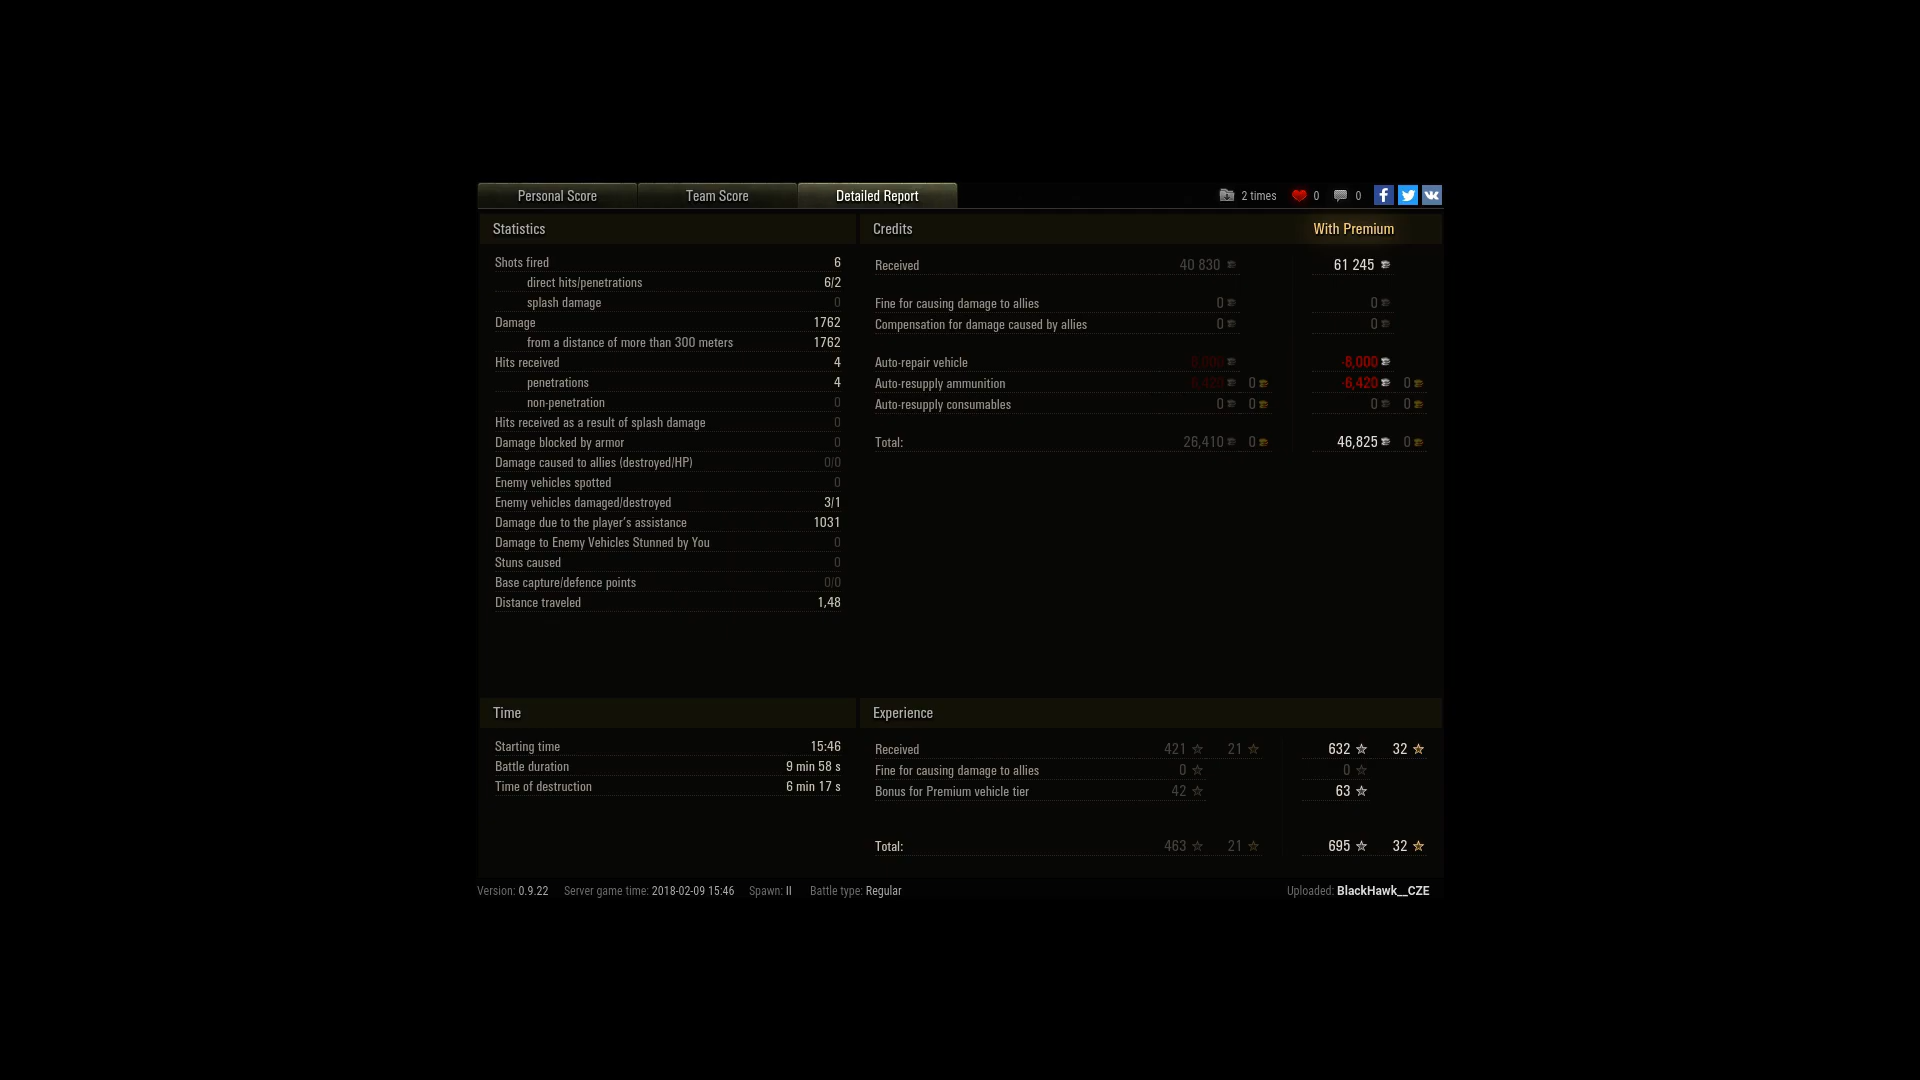 Personal Score Team Score Detailed Report 2 times 0 0
Statistics
Shots fired 6
direct hits/penetrations 6/2
splash damage 0
Damage 1762
from a distance of more than 300 meters 1762
Hits received 4
penetrations 4
non-penetration 0
Hits received as a result of splash damage 0
Damage blocked by armor 0
Damage caused to allies (destroyed/HP) 0/0
Enemy vehicles spotted 0
Enemy vehicles damaged/destroyed 3/1
Damage due to the player's assistance 1031
Damage to Enemy Vehicles Stunned by You 0
Stuns caused 0
Base capture/defence points 0/0
Distance traveled 1,48
Credits With Premium
Received 40 830 61 245
Fine for causing damage to allies 0 0
Compensation for damage caused by allies 0 0
Auto-repair vehicle -8,000 -8,000
Auto-resupply ammunition -6,420 0 -6,420 0
Auto-resupply consumables 0 0 0 0
Total: 26,410 0 46,825 0
Time
Starting time 15:46
Battle duration 9 min 58 s
Time of destruction 6 min 17 s
Experience
Received 421 21 632 32
Fine for causing damage to allies 0 0
Bonus for Premium vehicle tier 42 63
Total: 463 21 695 32
Version: 0.9.22 Server game time: 2018-02-09 15:46 Spawn: II Battle type: Regular Uploaded: BlackHawk__CZE